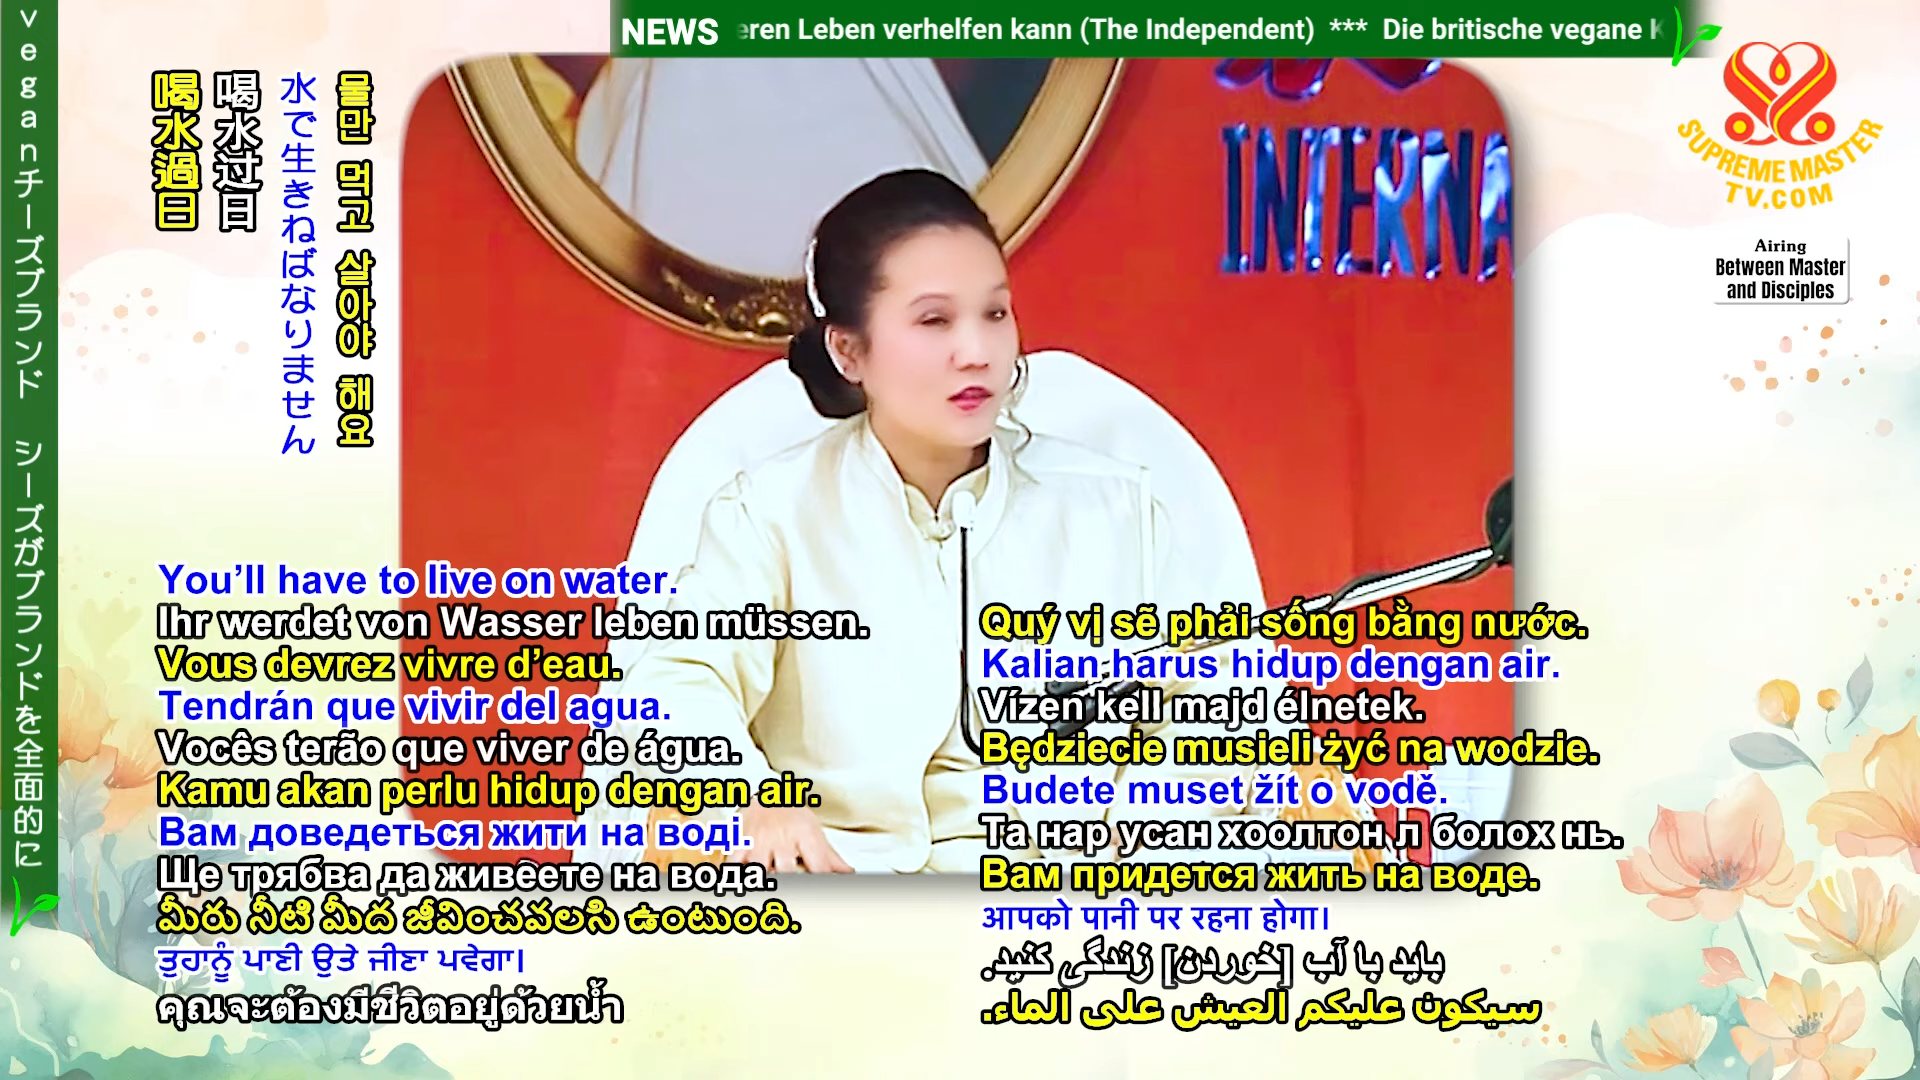 NEWS
eren Leben verhelfen kann (The Independent) *** Die britische vegane K
veganチーズブランド シーズガブランドを全面的に
喝水過日
喝水过日
水で生きねばなりません
물만 먹고 살아야 해요
INTERNA
SUPREME MASTER
TV.COM
Airing
Between Master
and Disciples
You’ll have to live on water.
Ihr werdet von Wasser leben müssen.
Vous devrez vivre d’eau.
Tendrán que vivir del agua.
Vocês terão que viver de água.
Kamu akan perlu hidup dengan air.
Вам доведеться жити на воді.
Ще трябва да живеете на вода.
మీరు నీటి మీద జీవించవలసి ఉంటుంది.
ਤੁਹਾਨੂੰ ਪਾਣੀ ਉਤੇ ਜੀਣਾ ਪਵੇਗਾ।
คุณจะต้องมีชีวิตอยู่ด้วยน้ำ
Quý vị sẽ phải sống bằng nước.
Kalian harus hidup dengan air.
Vízen kell majd élnetek.
Będziecie musieli żyć na wodzie.
Budete muset žít o vodě.
Та нар усан хоолтон л болох нь.
Вам придется жить на воде.
आपको पानी पर रहना होगा।
باید با آب [خوردن] زندگی کنید.
سيكون عليكم العيش على الماء.